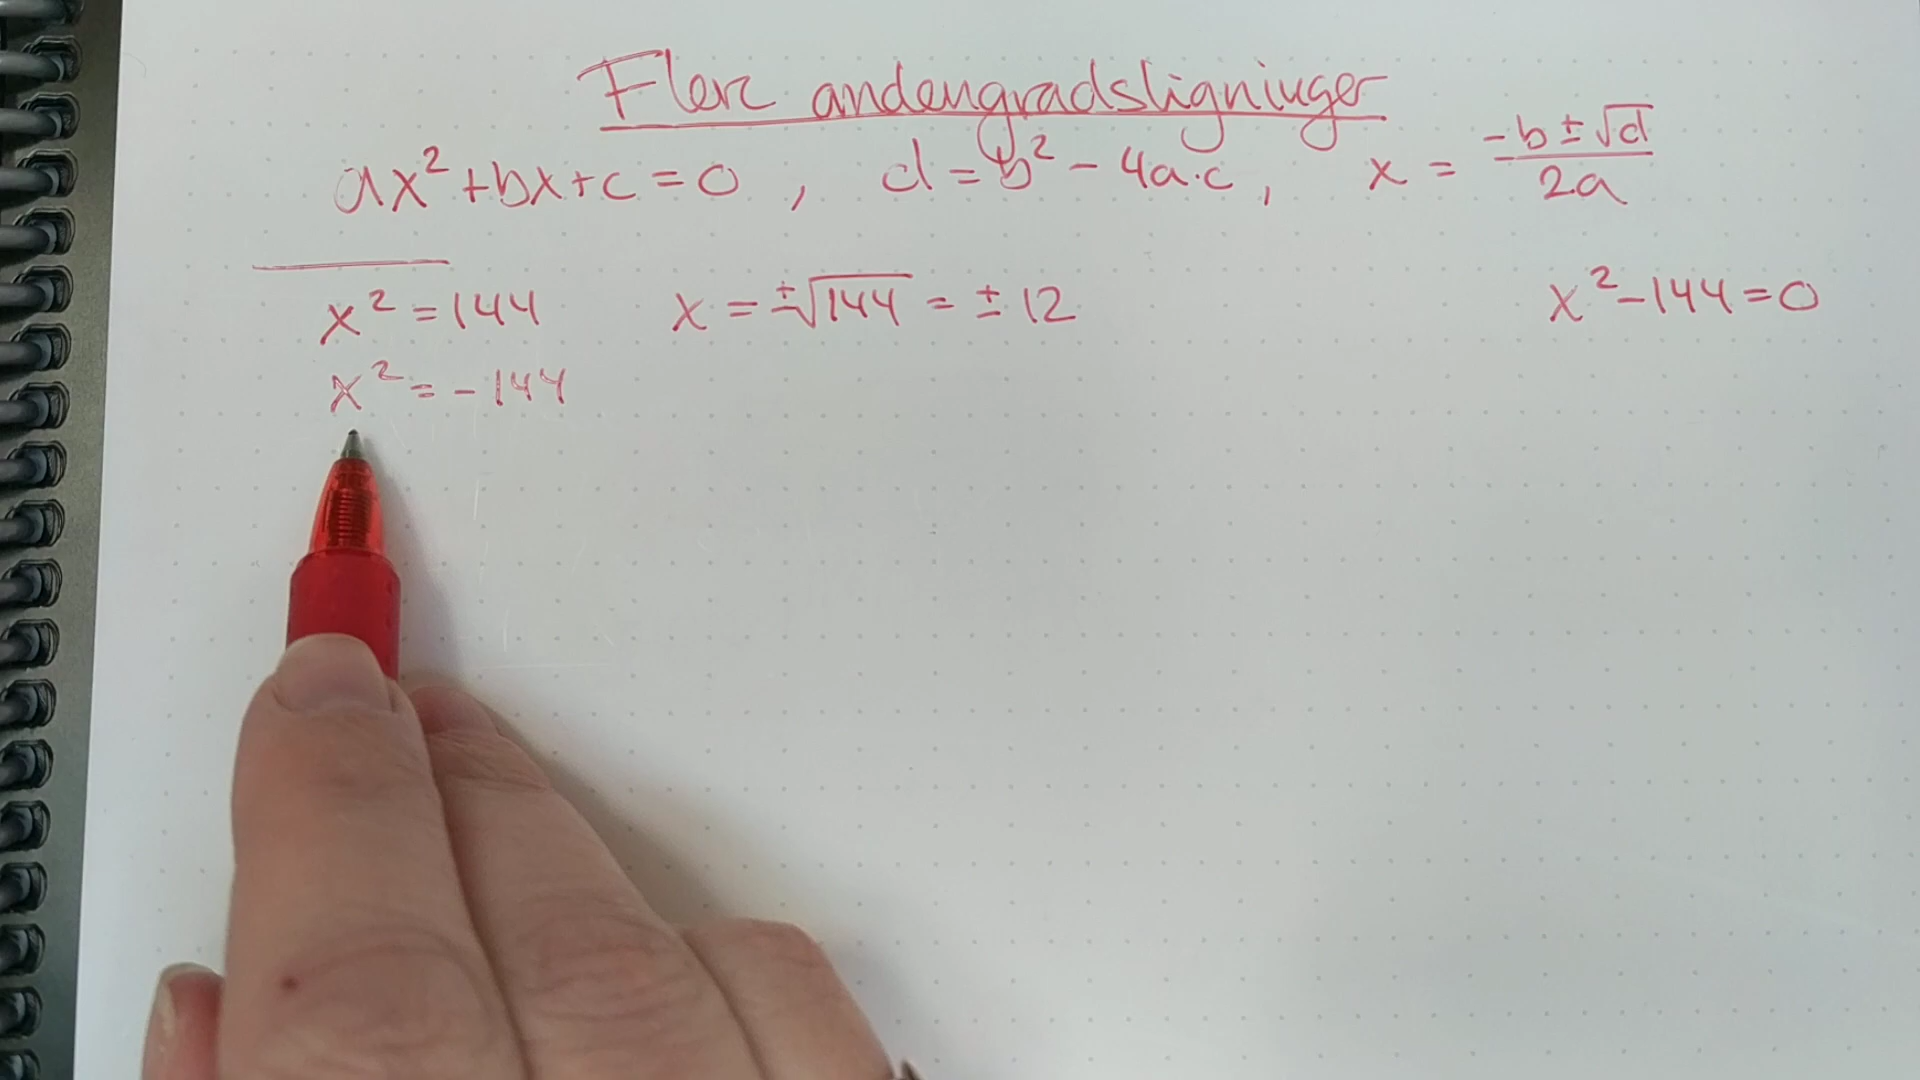 Flere andengradsligninger
ax² + bx + c = 0 , d = b² - 4a·c , x = (-b ± √d) / 2a
x² = 144 x = ±√144 = ± 12 x² - 144 = 0
x² = - 144